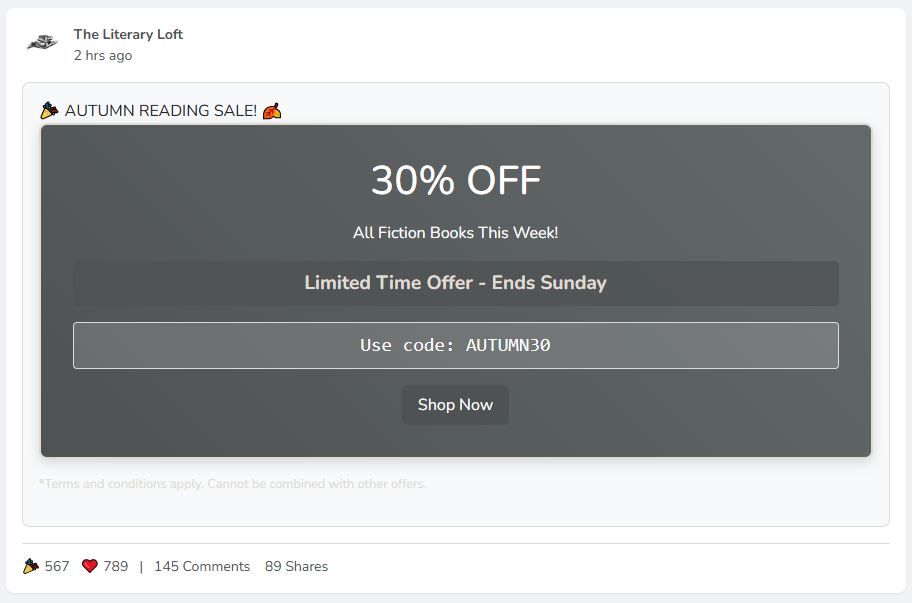 The Literary Loft
2 hrs ago
🎉 AUTUMN READING SALE! 🍂
30% OFF
All Fiction Books This Week!
Limited Time Offer - Ends Sunday
Use code: AUTUMN30
Shop Now
*Terms and conditions apply. Cannot be combined with other offers.
🎉 567 ❤️ 789 | 145 Comments 89 Shares